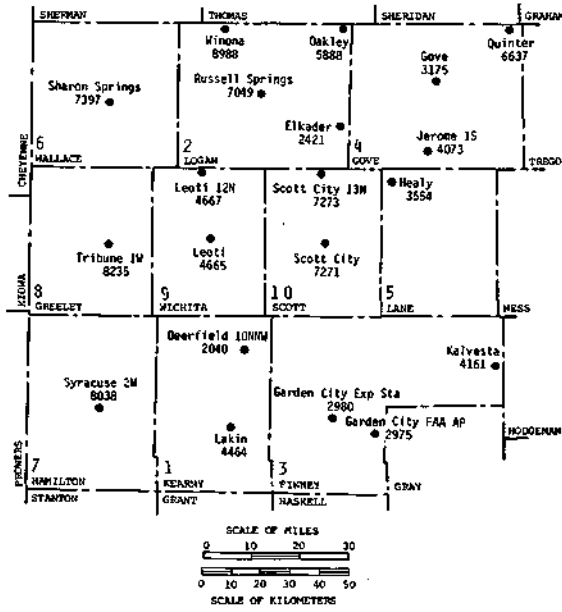 SHERMAN
THOMAS
SHERIDAN
GRAHAM
Winona
8988
Oakley
5888
Quinter
6637
Gove
3175
Russell Springs
7049
Sharon Springs
7397
Elkader
2421
Jerome 1S
4073
CHEYENNE
6
WALLACE
2
LOGAN
4
GOVE
TREGO
Leoti 12N
4667
Scott City 13N
7273
Healy
3554
Tribune 1W
8235
Leoti
4665
Scott City
7271
KIOWA
8
GREELEY
9
WICHITA
10
SCOTT
5
LANE
NESS
Deerfield 10NNW
2040
Kalvesta
4161
Syracuse 2W
8038
Garden City Exp Sta
2980
Garden City FAA AP
2975
Lakin
4464
HODGEMAN
PROWERS
7
HAMILTON
1
KEARNY
3
FINNEY
GRAY
STANTON
GRANT
HASKELL
SCALE OF MILES
0 10 20 30
0 10 20 30 40 50
SCALE OF KILOMETERS